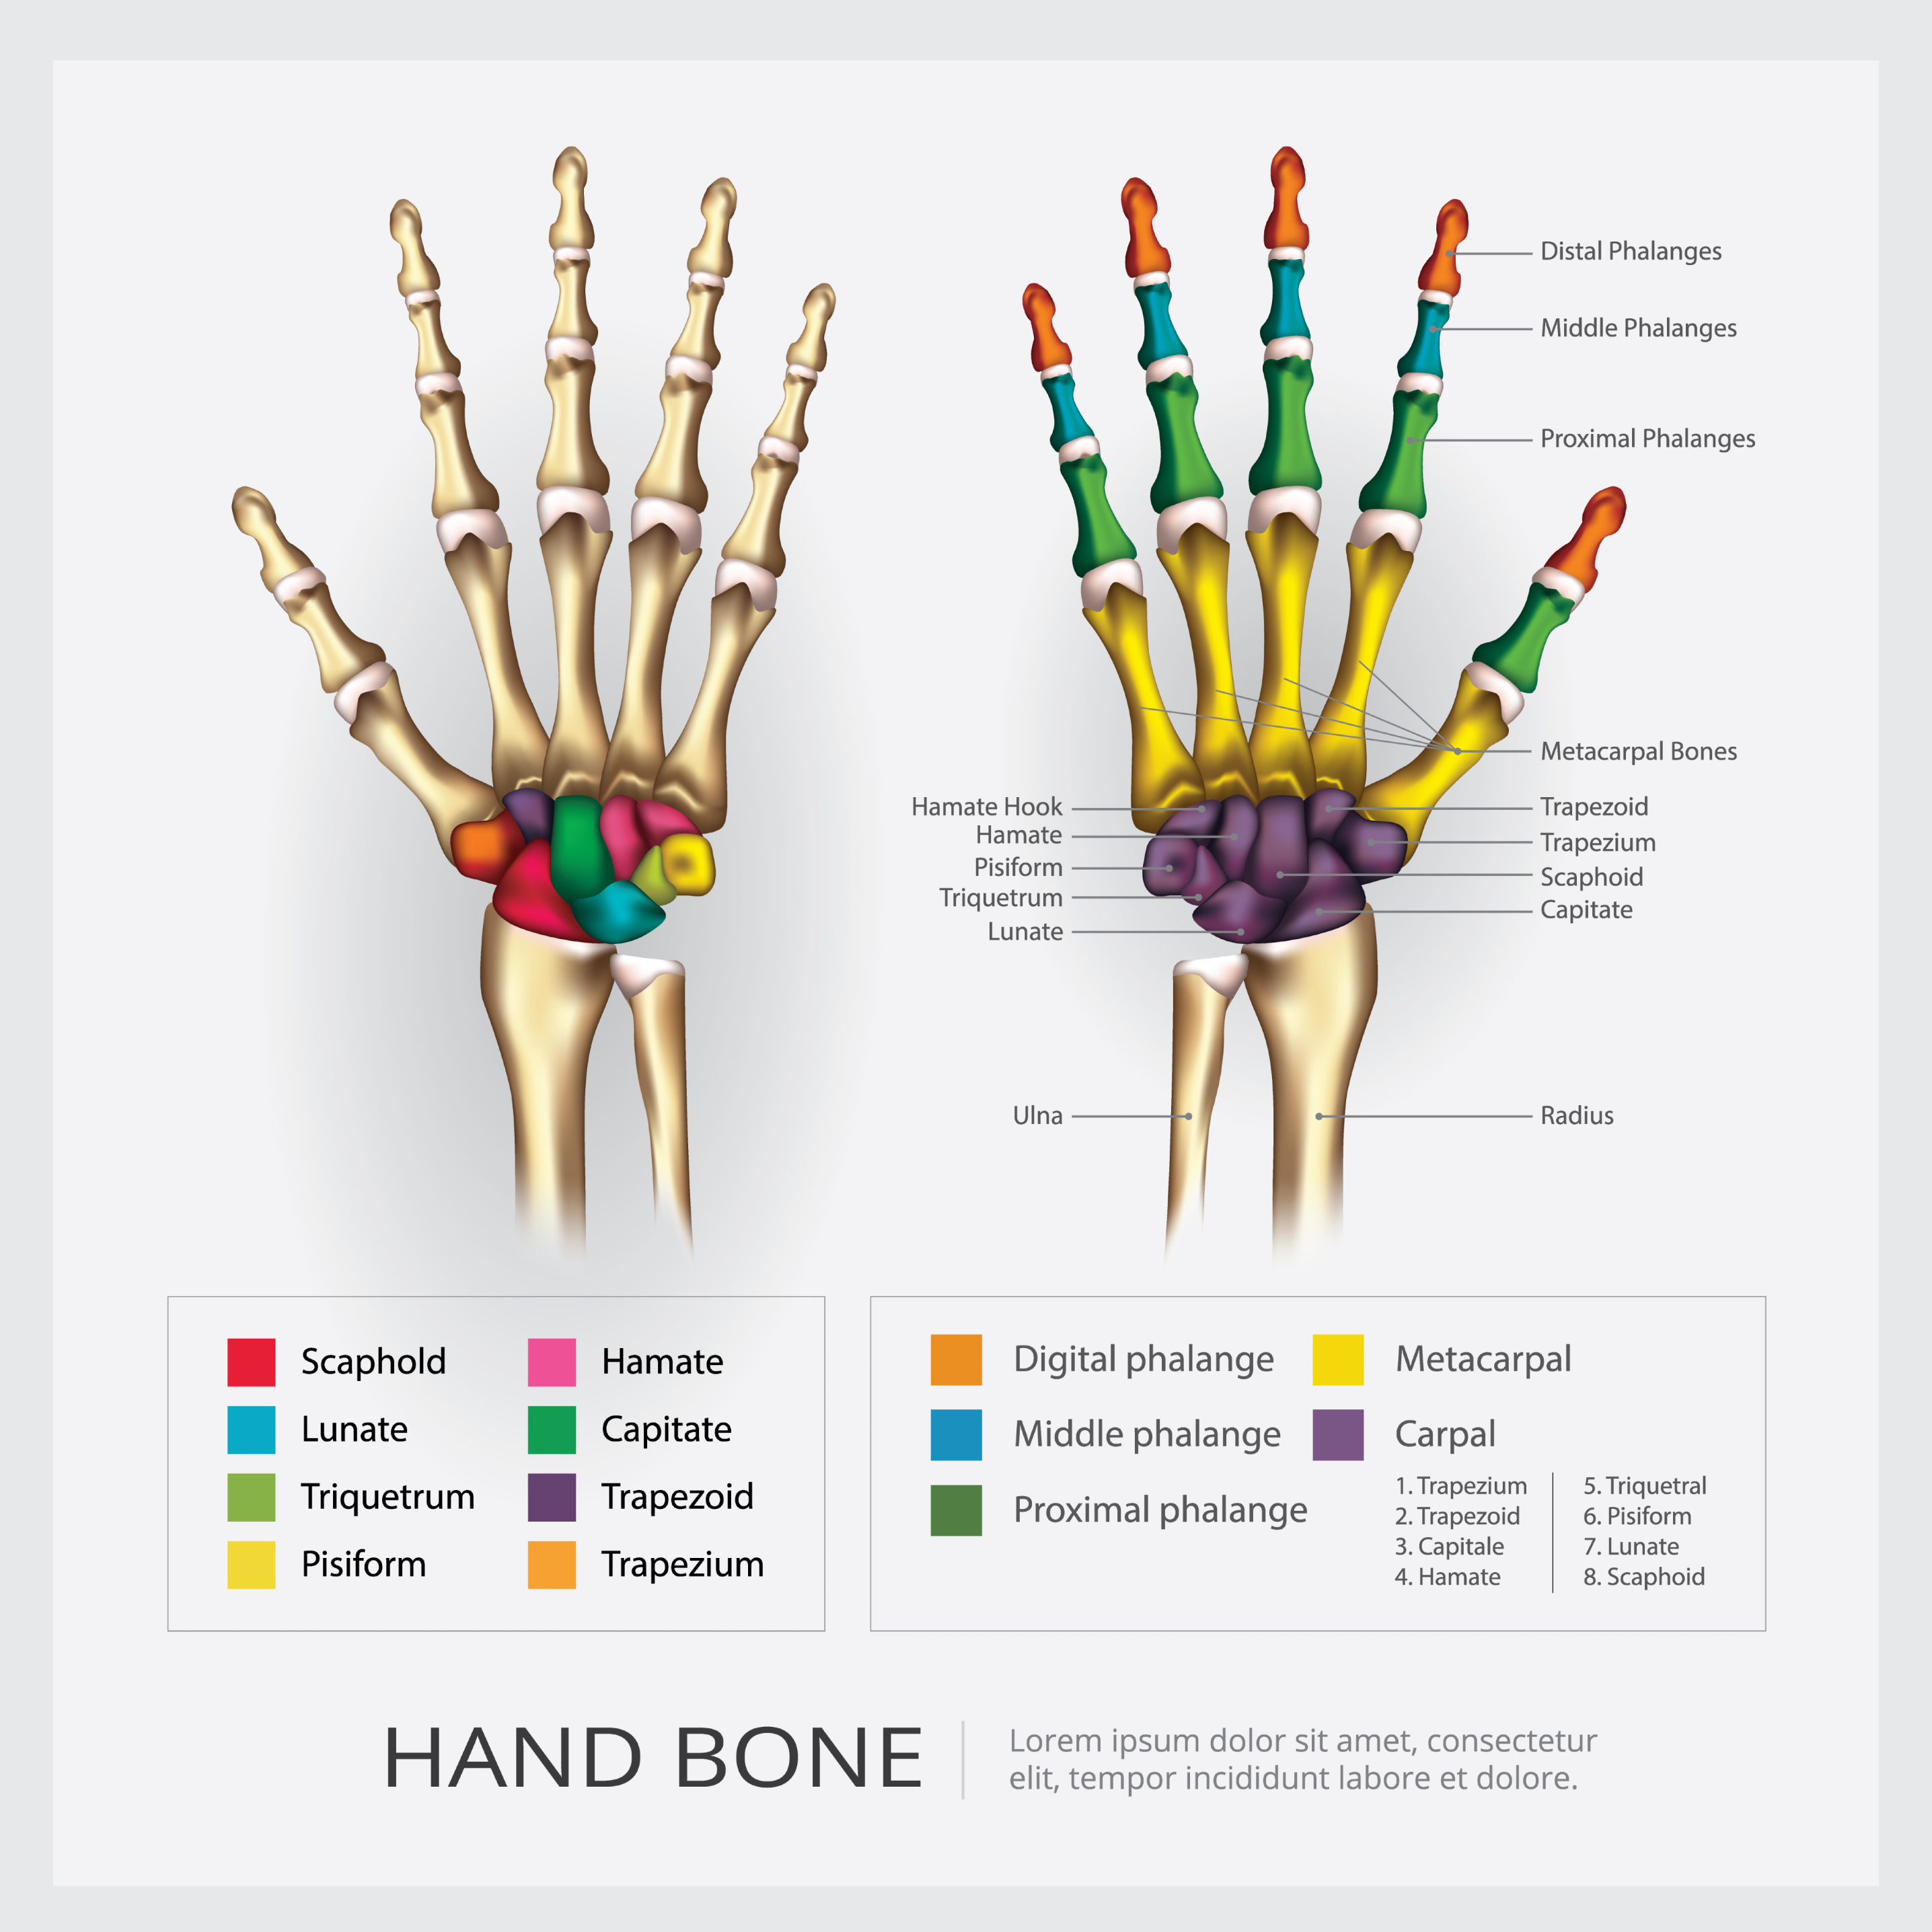 Distal Phalanges
Middle Phalanges
Proximal Phalanges
Metacarpal Bones
Hamate Hook
Hamate
Pisiform
Triquetrum
Lunate
Trapezoid
Trapezium
Scaphoid
Capitate
Ulna
Radius
Scaphold
Lunate
Triquetrum
Pisiform
Hamate
Capitate
Trapezoid
Trapezium
Digital phalange
Middle phalange
Proximal phalange
Metacarpal
Carpal
1. Trapezium
2. Trapezoid
3. Capitale
4. Hamate
5. Triquetral
6. Pisiform
7. Lunate
8. Scaphoid
HAND BONE
Lorem ipsum dolor sit amet, consectetur
elit, tempor incididunt labore et dolore.